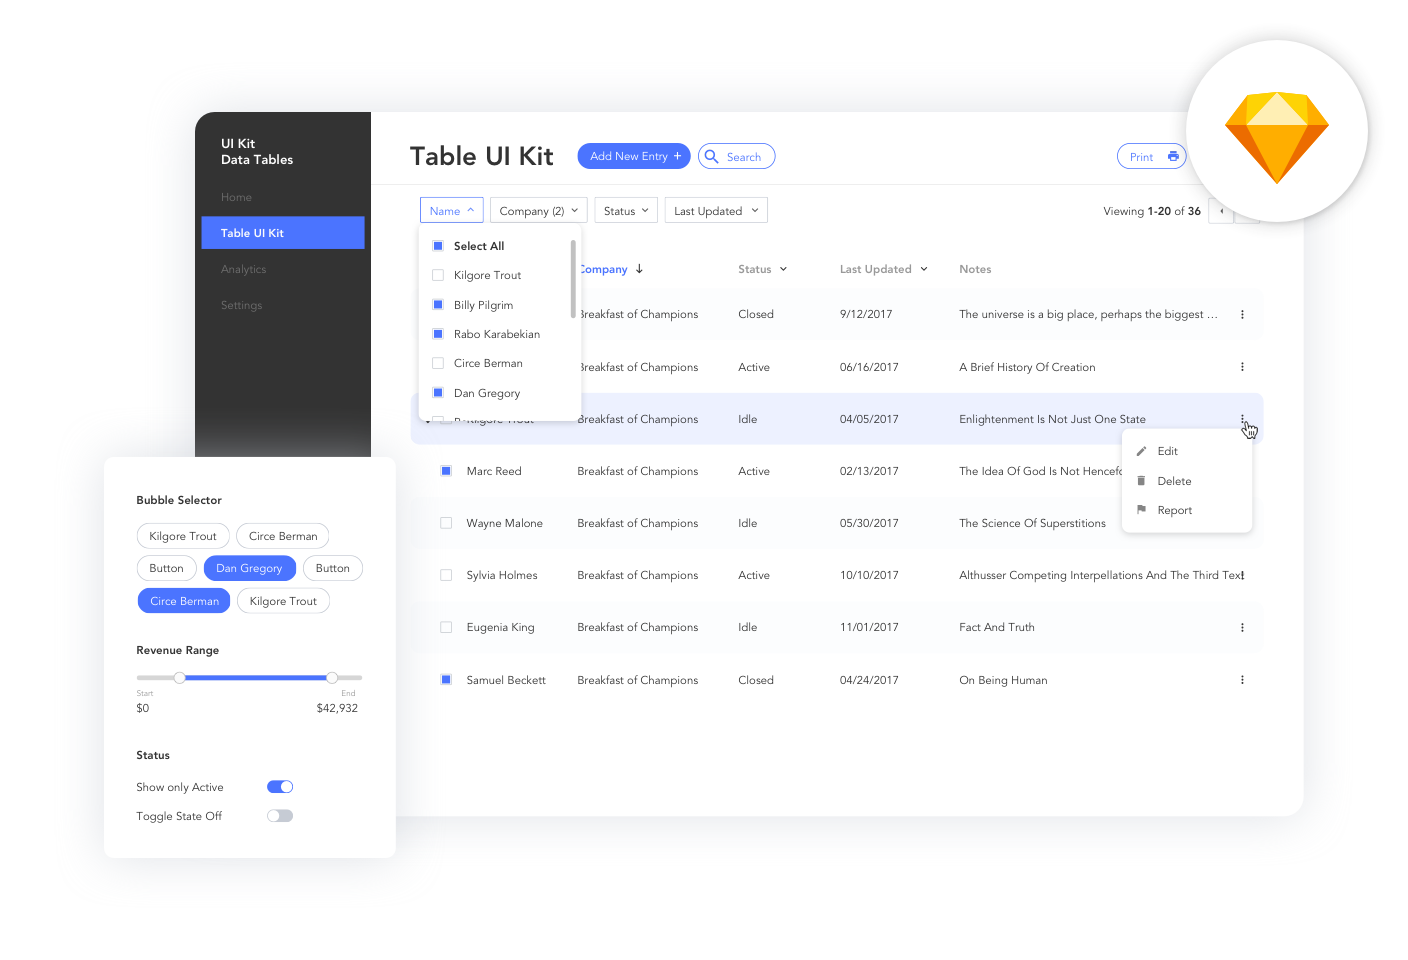 UI Kit
Data Tables
Home
Table UI Kit
Analytics
Settings
Table UI Kit
Add New Entry +
Search
Print
Name
Company (2)
Status
Last Updated
Viewing 1-20 of 36
Select All
Kilgore Trout
Billy Pilgrim
Rabo Karabekian
Circe Berman
Dan Gregory
Company Status Last Updated Notes
Breakfast of Champions Closed 9/12/2017 The universe is a big place, perhaps the biggest ...
Breakfast of Champions Active 06/16/2017 A Brief History Of Creation
Kilgore Trout Breakfast of Champions Idle 04/05/2017 Enlightenment Is Not Just One State
Marc Reed Breakfast of Champions Active 02/13/2017 The Idea Of God Is Not
Wayne Malone Breakfast of Champions Idle 05/30/2017 The Science Of Superstitions
Sylvia Holmes Breakfast of Champions Active 10/10/2017 Althusser Competing Interpellations And The Third Text
Eugenia King Breakfast of Champions Idle 11/01/2017 Fact And Truth
Samuel Beckett Breakfast of Champions Closed 04/24/2017 On Being Human
Edit
Delete
Report
Bubble Selector
Kilgore Trout Circe Berman
Button Dan Gregory Button
Circe Berman Kilgore Trout
Revenue Range
Start End
$0 $42,932
Status
Show only Active
Toggle State Off